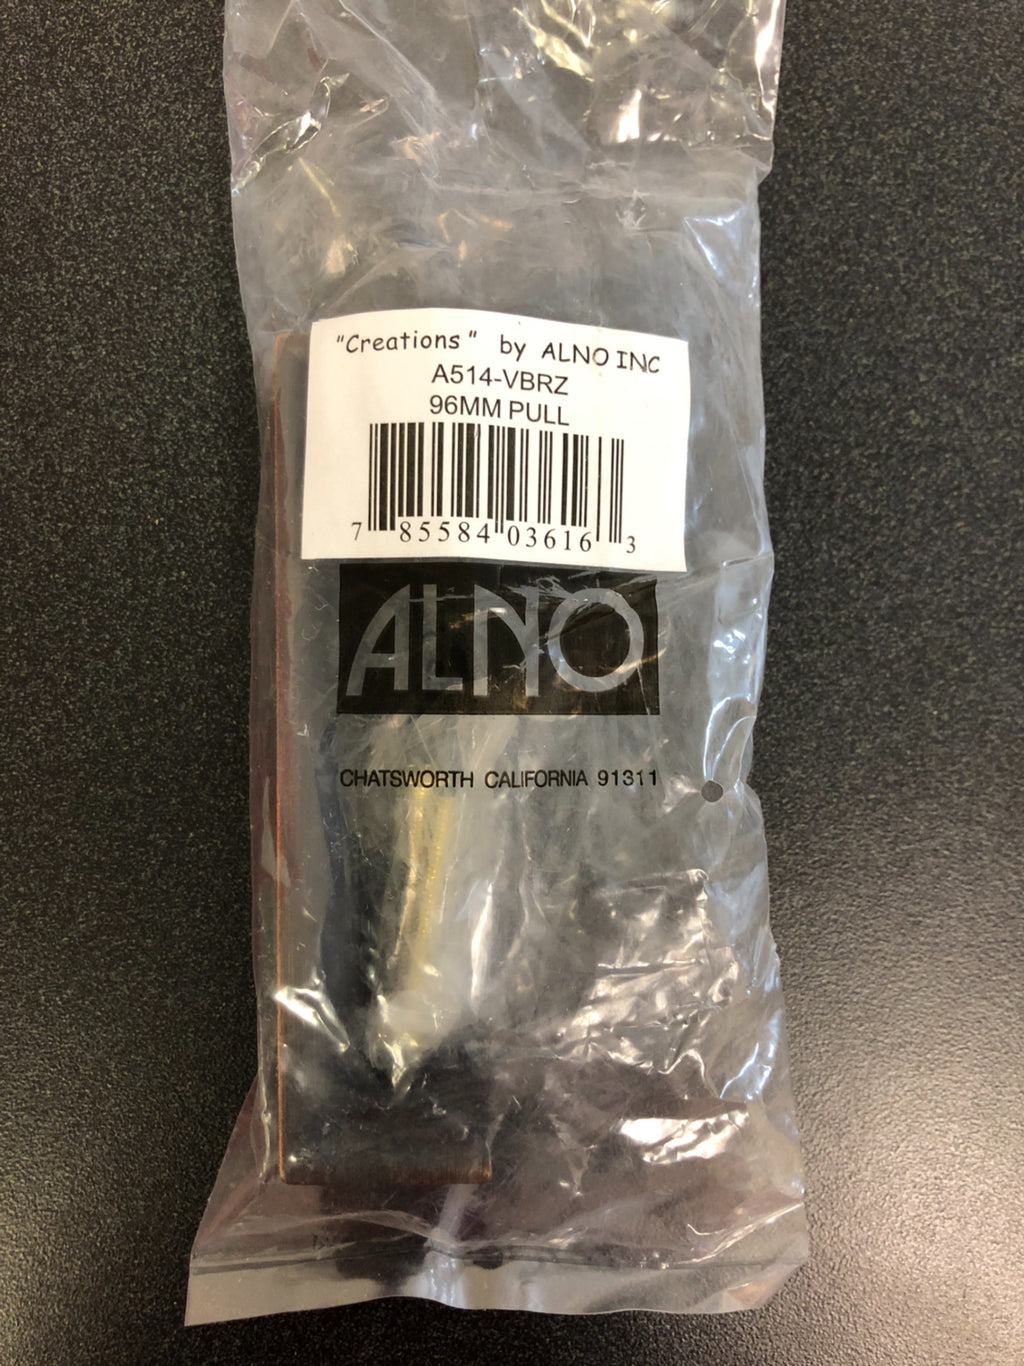 "Creations" by ALNO INC
A514-VBRZ
96MM PULL
7 85584 03616 3
ALNO
CHATSWORTH CALIFORNIA 91311